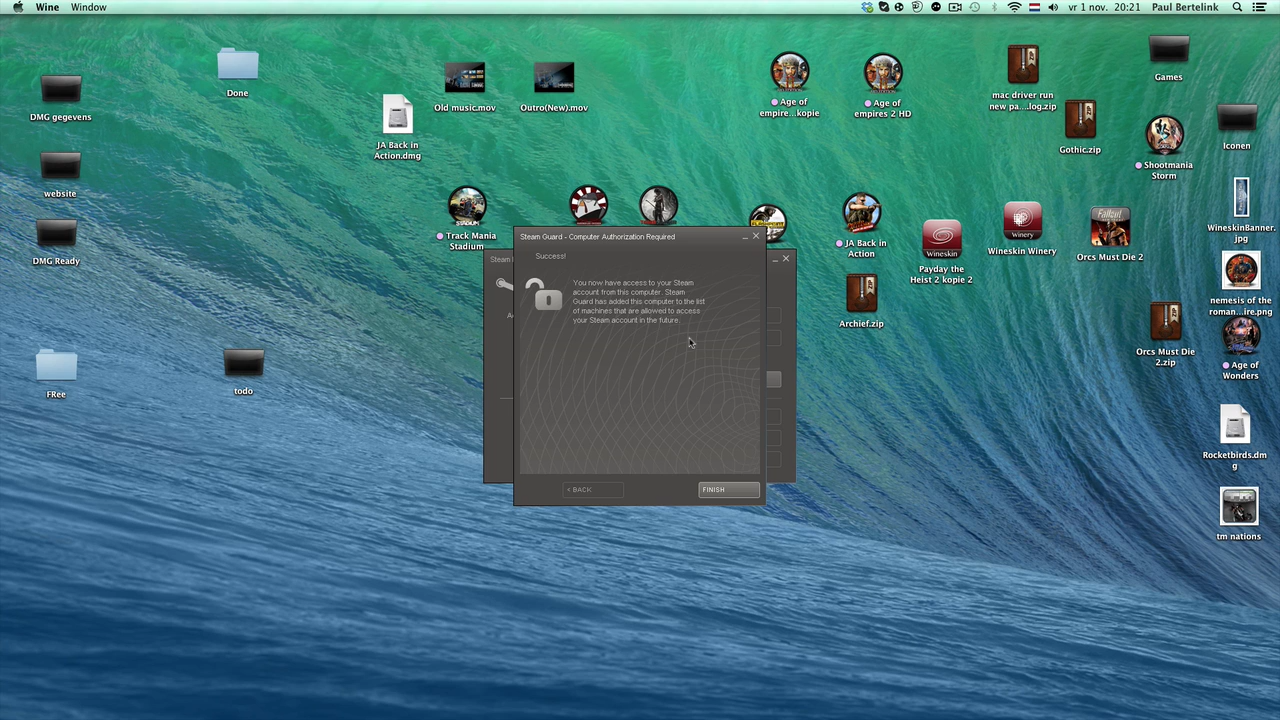 Wine Window
vr 1 nov. 20:21 Paul Bertelink
DMG gegevens
Done
Old music.mov
Outro(New).mov
Age of
empire...kopie
Age of
empires 2 HD
mac driver run
new pa....log.zip
Games
JA Back in
Action.dmg
Gothic.zip
Iconen
Shootmania
Storm
website
Track Mania
Stadium
JA Back in
Action
Wineskin
Payday the
Heist 2 kopie 2
Winery
Wineskin Winery
Fallout
Orcs Must Die 2
WineskinBanner.
jpg
DMG Ready
STADIUM
Steam Guard - Computer Authorization Required
Success!
You now have access to your Steam
account from this computer. Steam
Guard has added this computer to the list
of machines that are allowed to access
your Steam account in the future.
< BACK
FINISH
Steam
A
Archief.zip
nemesis of the
roman....ire.png
Orcs Must Die
2.zip
Age of
Wonders
FRee
todo
Rocketbirds.dm
g
tm nations